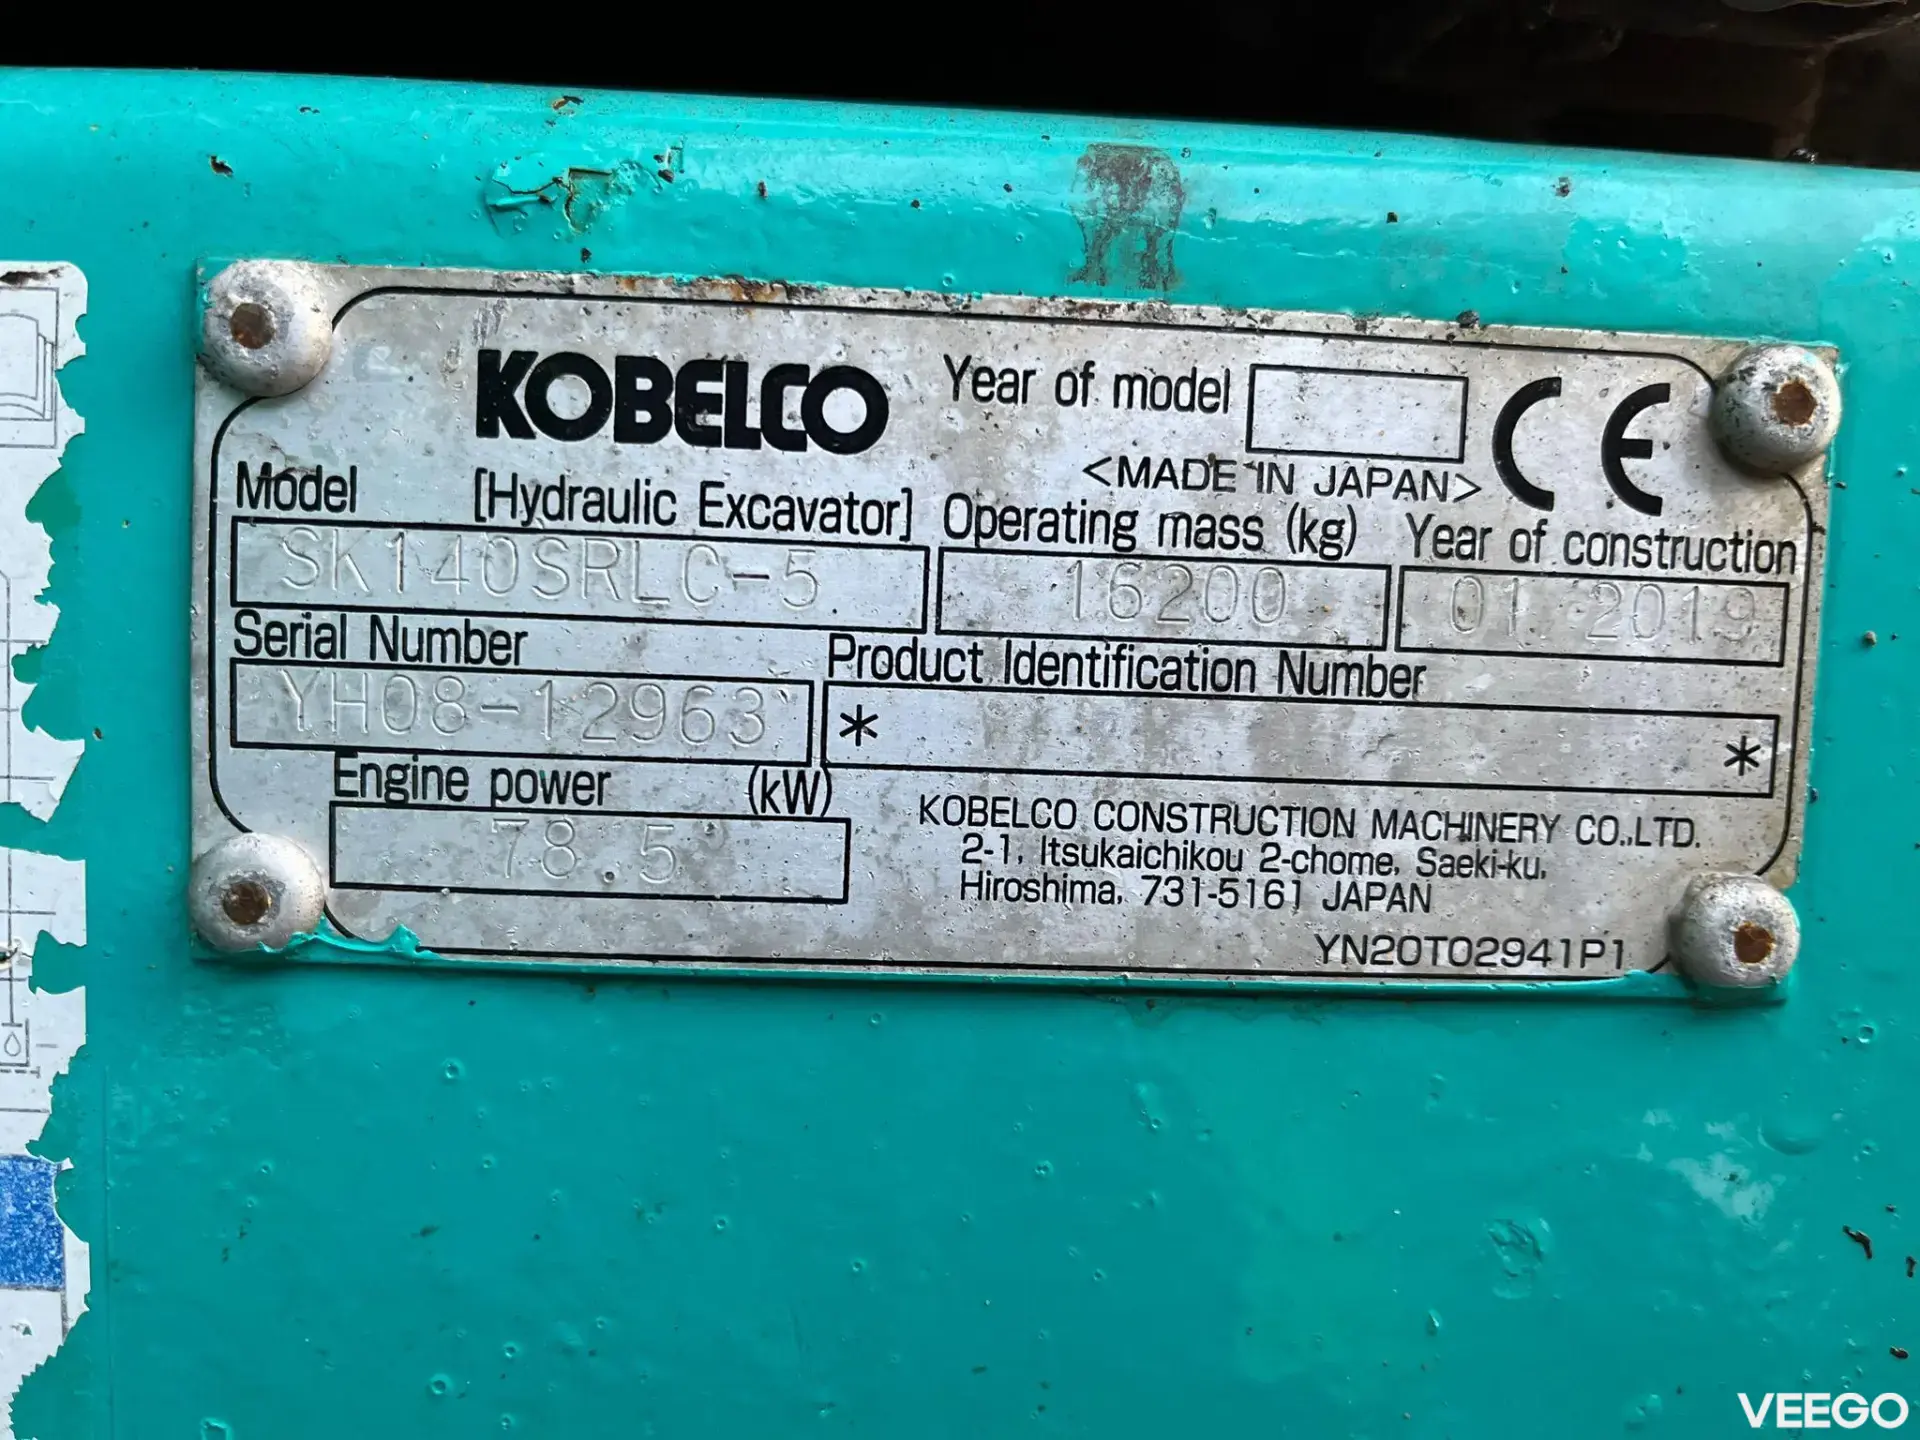 KOBELCO
Year of model
CE
<MADE IN JAPAN>
Model [Hydraulic Excavator] Operating mass (kg) Year of construction
SK140SRLC-5 16200 01.2019
Serial Number Product Identification Number
YH08-12963 * *
Engine power (kW)
78.5
KOBELCO CONSTRUCTION MACHINERY CO.,LTD.
2-1, Itsukaichikou 2-chome, Saeki-ku,
Hiroshima, 731-5161 JAPAN
YN20T02941P1
VEEGO